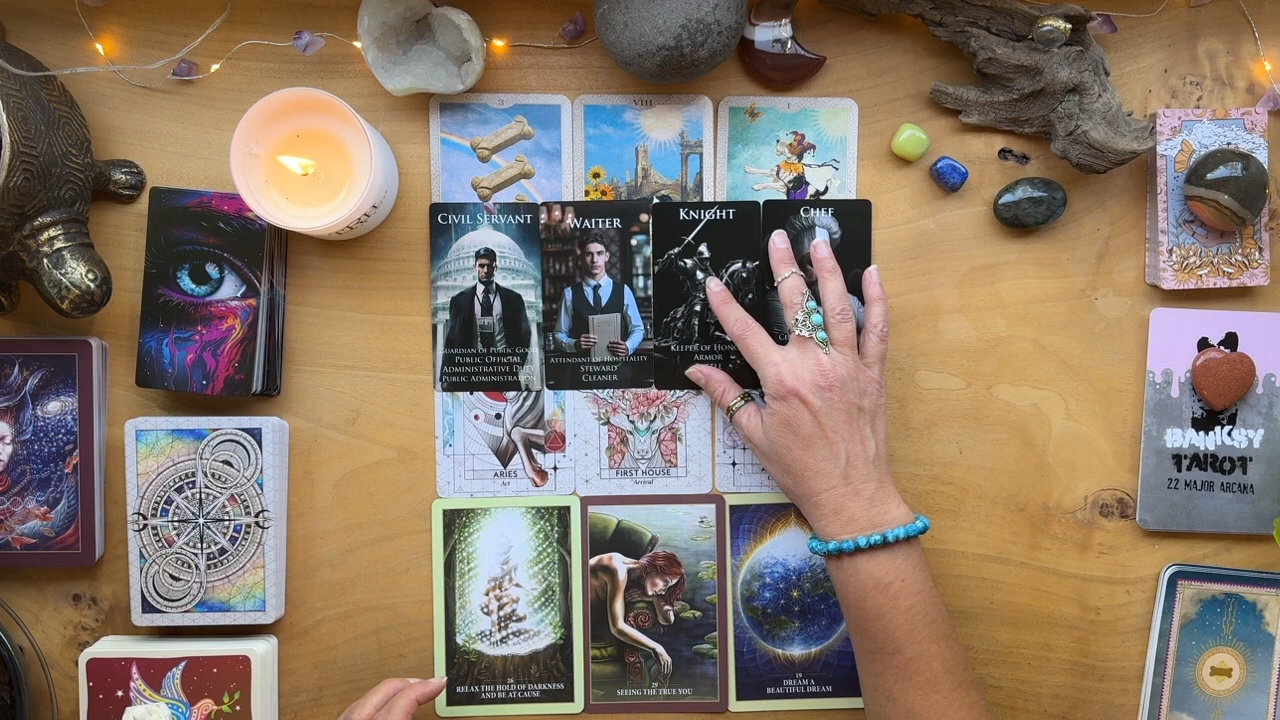 VIII
I
CIVIL SERVANT
GUARDIAN OF PUBLIC GOOD
PUBLIC OFFICIAL
ADMINISTRATIVE DUTY
PUBLIC ADMINISTRATION
WAITER
ATTENDANT OF HOSPITALITY
STEWARD
CLEANER
KNIGHT
KEEPER OF
ARMOR
CHEF
ARIES
Act
FIRST HOUSE
Arrival
26
RELAX THE HOLD OF DARKNESS
AND BE AT CAUSE
29
SEEING THE TRUE YOU
19
DREAM A
BEAUTIFUL DREAM
BANKSY
TAROT
22 MAJOR ARCANA